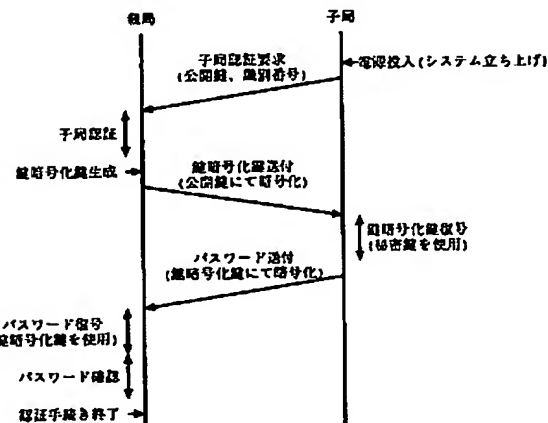 親局
子局
子局認証要求
(公開鍵、識別番号)
電源投入(システム立ち上げ)
子局認証
鍵暗号化鍵生成
鍵暗号化鍵送付
(公開鍵にて暗号化)
鍵暗号化鍵復号
(秘密鍵を使用)
パスワード送付
(鍵暗号化鍵にて暗号化)
パスワード復号
鍵暗号化鍵を使用)
パスワード確認
認証手続き終了